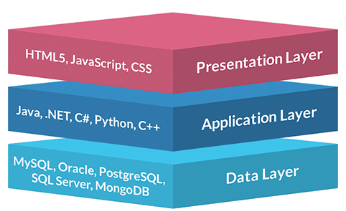 HTML5, JavaScript, CSS
Presentation Layer
Java, .NET, C#, Python, C++
Application Layer
MySQL, Oracle, PostgreSQL,
SQL Server, MongoDB
Data Layer